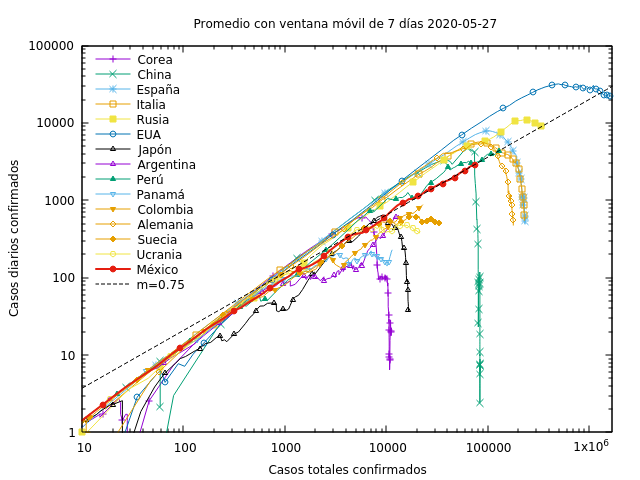 Promedio con ventana móvil de 7 días 2020-05-27
Casos diarios confirmados
100000
10000
1000
100
10
1
Corea
China
España
Italia
Rusia
EUA
Japón
Argentina
Perú
Panamá
Colombia
Alemania
Suecia
Ucrania
México
m=0.75
10 100 1000 10000 100000 1x10⁶
Casos totales confirmados